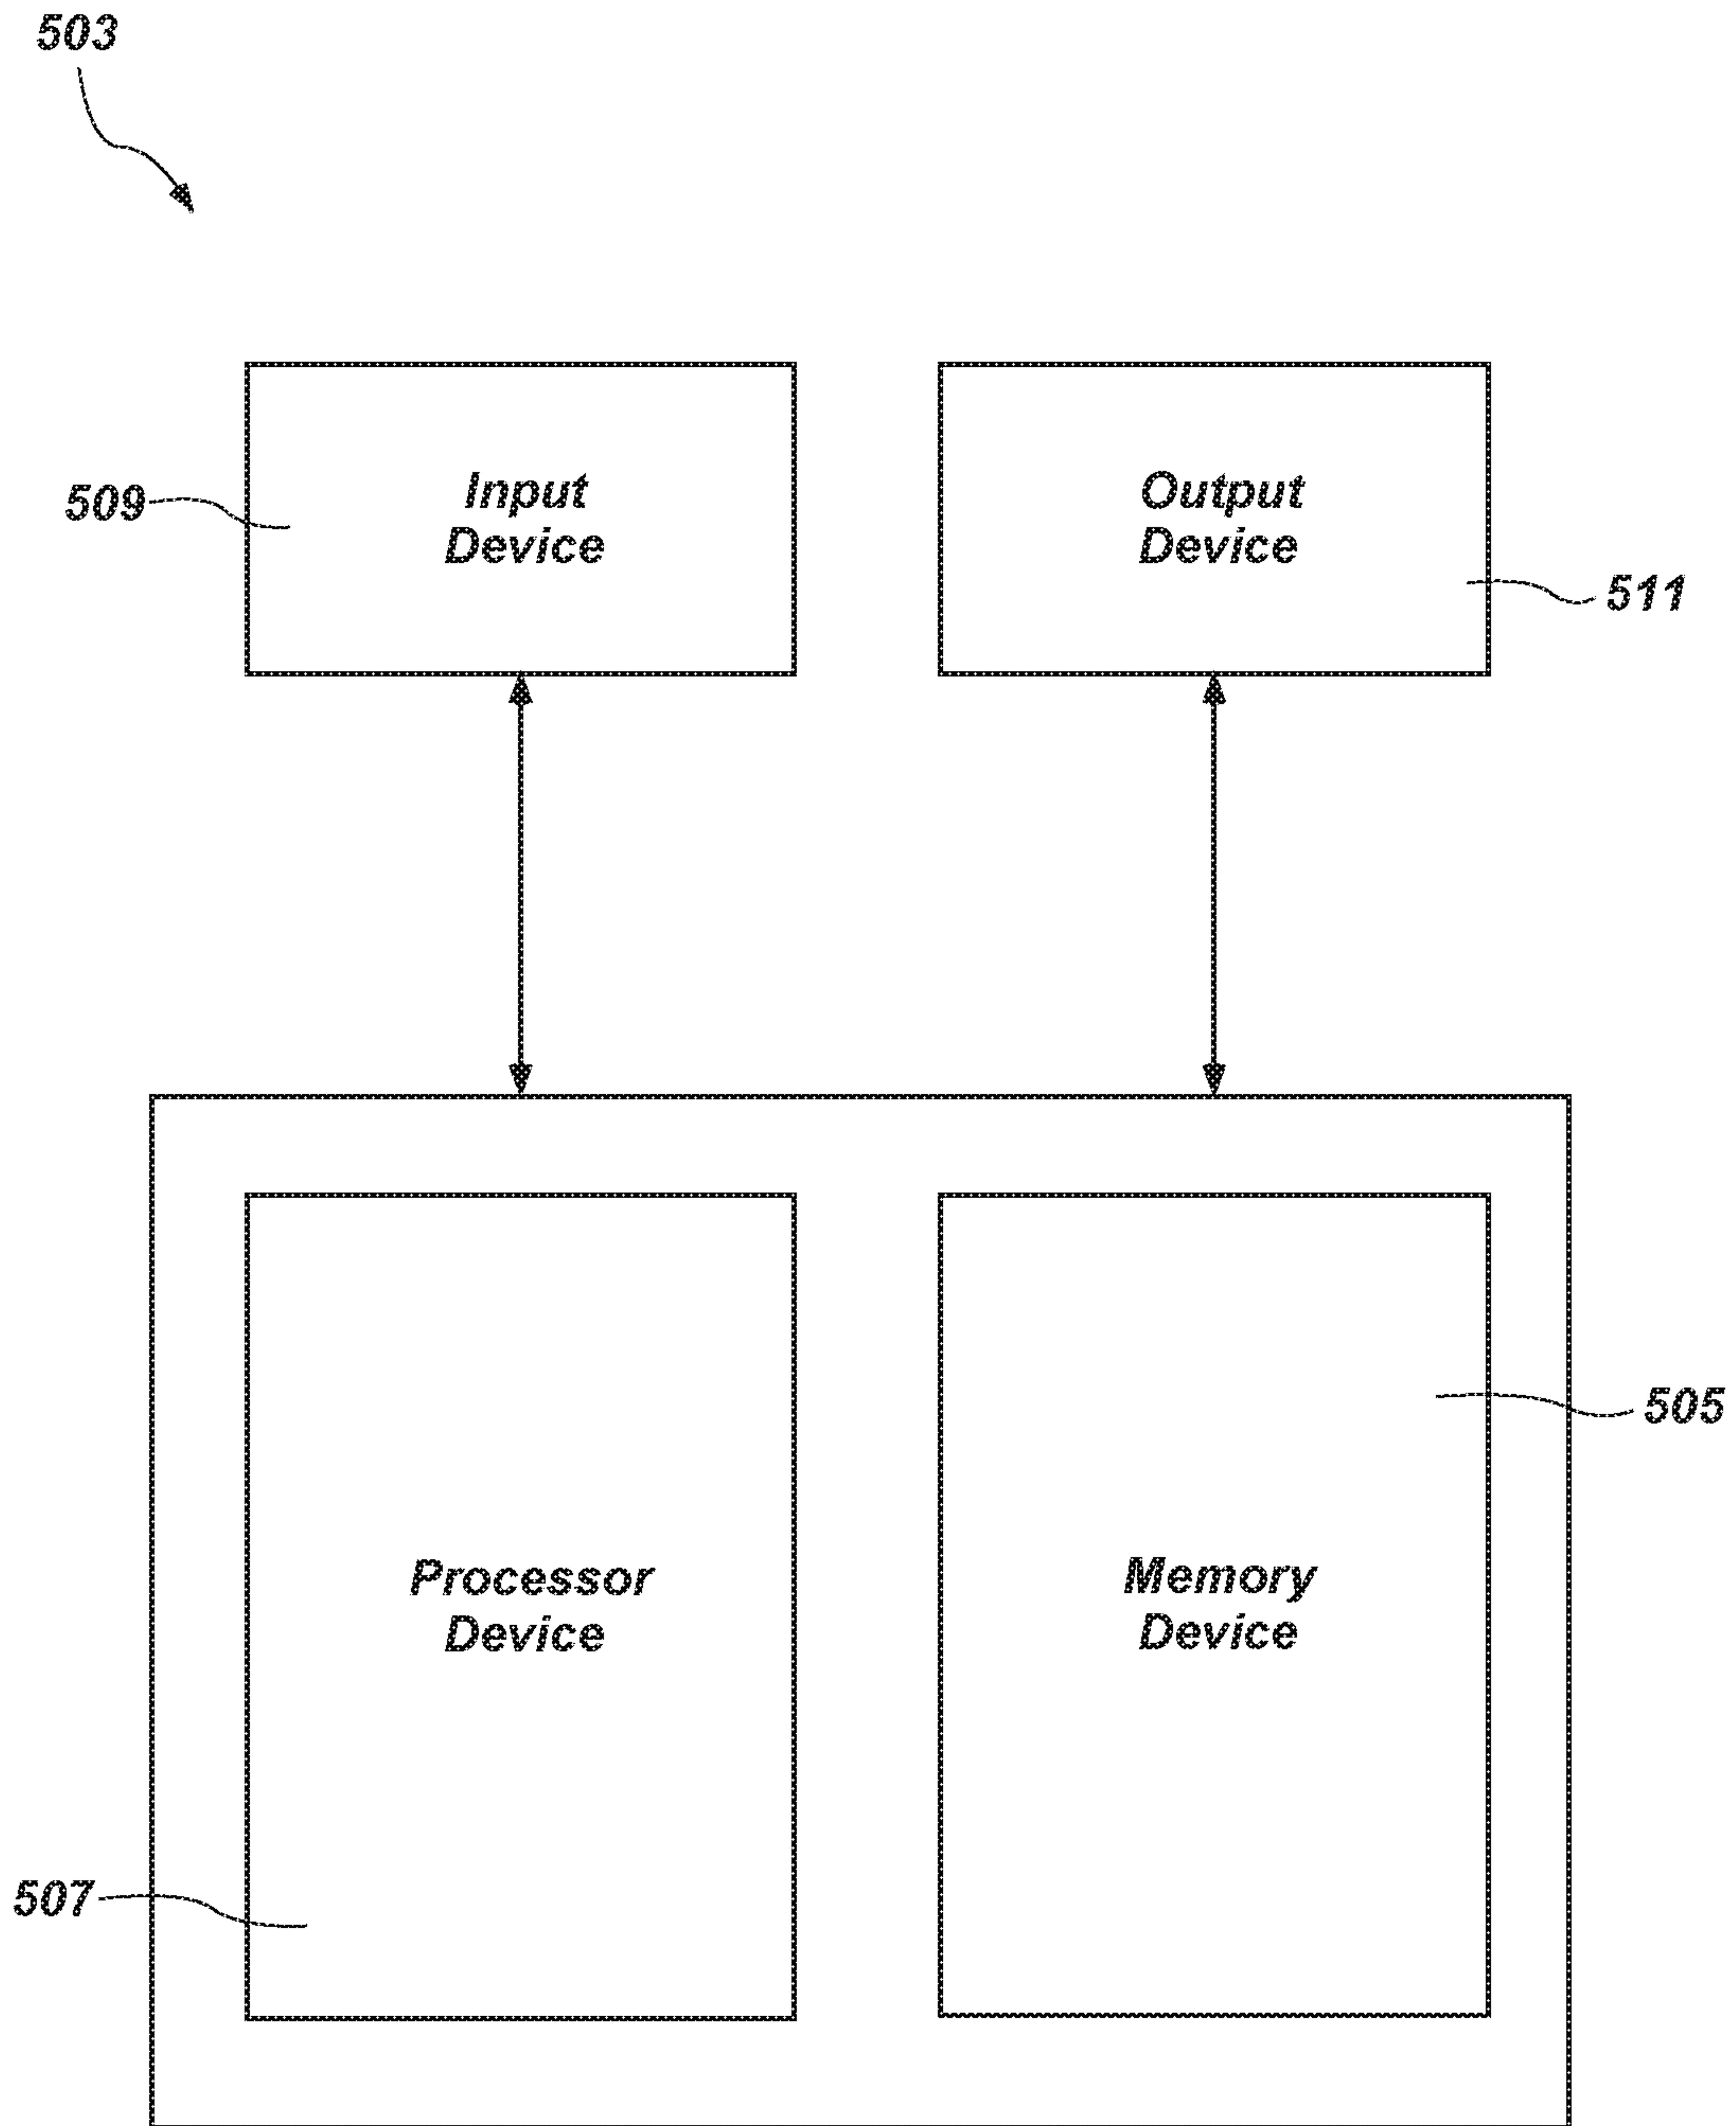 503
Input
Device
509
Output
Device
511
505
Processor
Device
Memory
Device
507